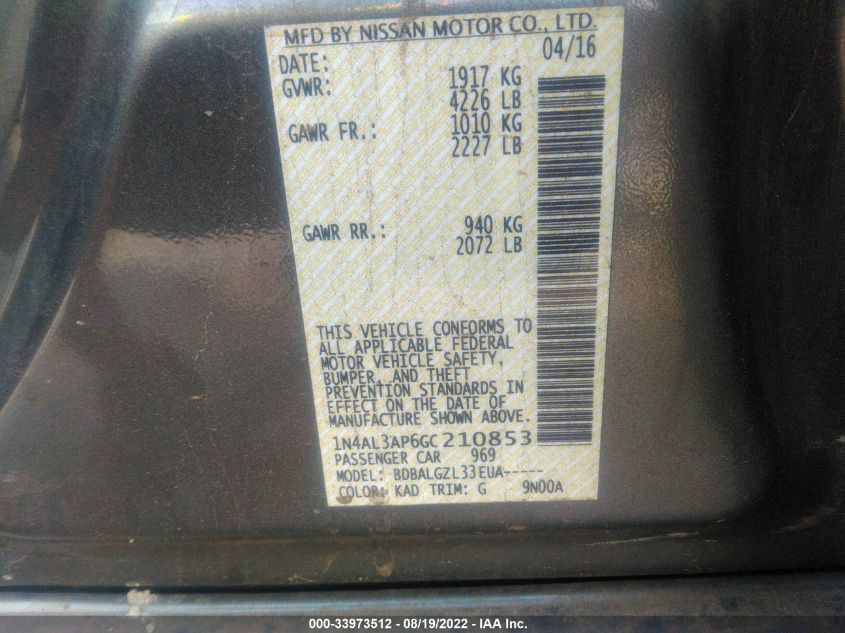 MFD BY NISSAN MOTOR CO., LTD.
DATE: 04/16
GVWR: 1917 KG
4226 LB
GAWR FR.: 1010 KG
2227 LB
GAWR RR.: 940 KG
2072 LB
THIS VEHICLE CONFORMS TO
ALL APPLICABLE FEDERAL
MOTOR VEHICLE SAFETY,
BUMPER, AND THEFT
PREVENTION STANDARDS IN
EFFECT ON THE DATE OF
MANUFACTURE SHOWN ABOVE.
1N4AL3AP6GC210853
PASSENGER CAR 969
MODEL: BDBALGZL33EUA-----
COLOR: KAD TRIM: G 9N00A
000-33973512 - 08/19/2022 - IAA Inc.